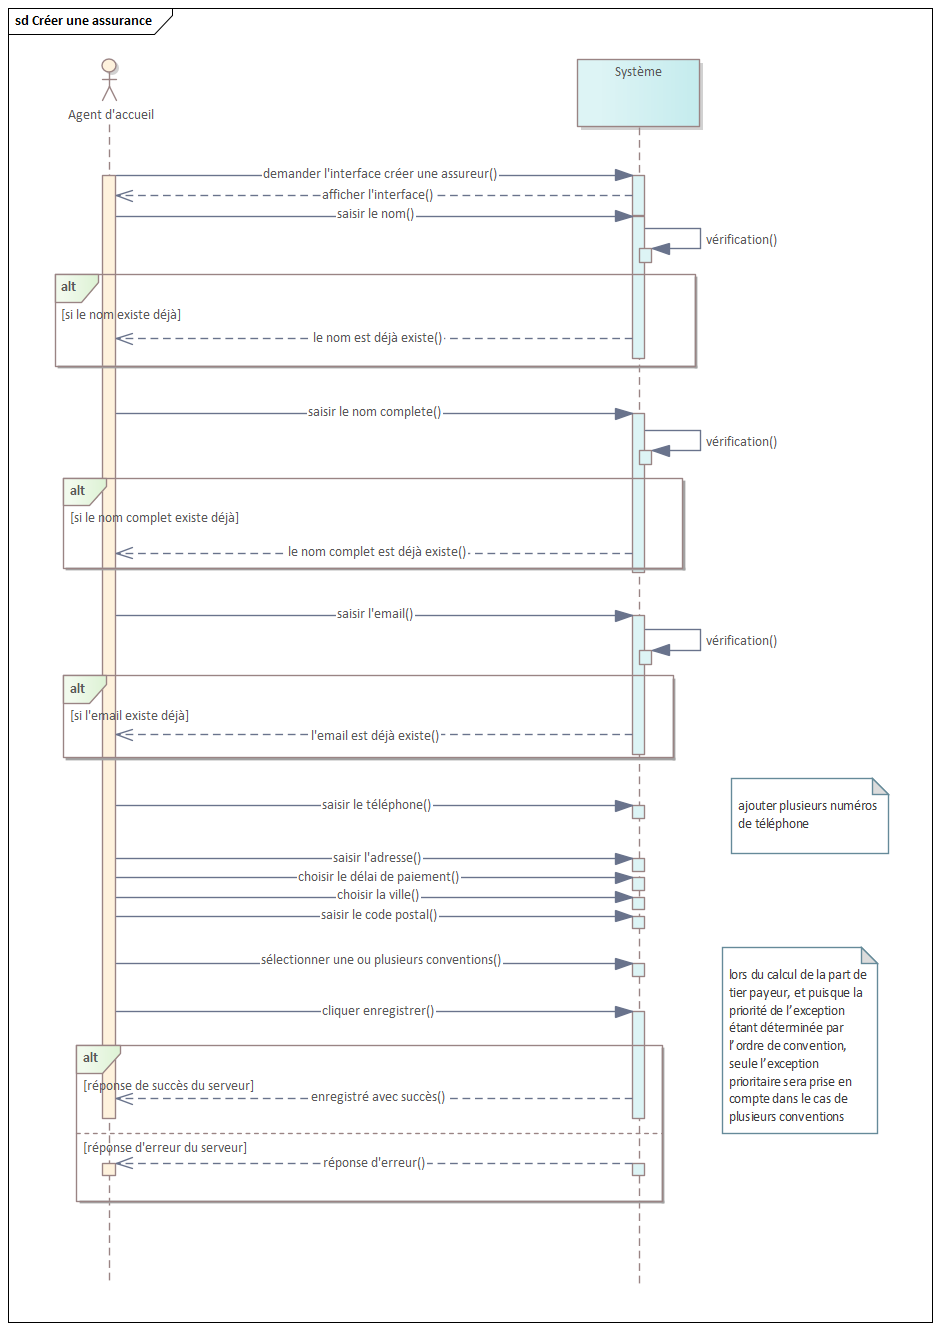 sd Créer une assurance
Système
Agent d'accueil
demander l'interface créer une assureur()
afficher l'interface()
saisir le nom()
vérification()
alt
[si le nom existe déjà]
le nom est déjà existe()
saisir le nom complete()
vérification()
alt
[si le nom complet existe déjà]
le nom complet est déjà existe()
saisir l'email()
vérification()
alt
[si l'email existe déjà]
l'email est déjà existe()
saisir le téléphone()
ajouter plusieurs numéros
de téléphone
saisir l'adresse()
choisir le délai de paiement()
choisir la ville()
saisir le code postal()
sélectionner une ou plusieurs conventions()
lors du calcul de la part de
tier payeur, et puisque la
priorité de l'exception
étant déterminée par
l'ordre de convention,
seule l'exception
prioritaire sera prise en
compte dans le cas de
plusieurs conventions
cliquer enregistrer()
alt
[réponse de succès du serveur]
enregistré avec succès()
[réponse d'erreur du serveur]
réponse d'erreur()